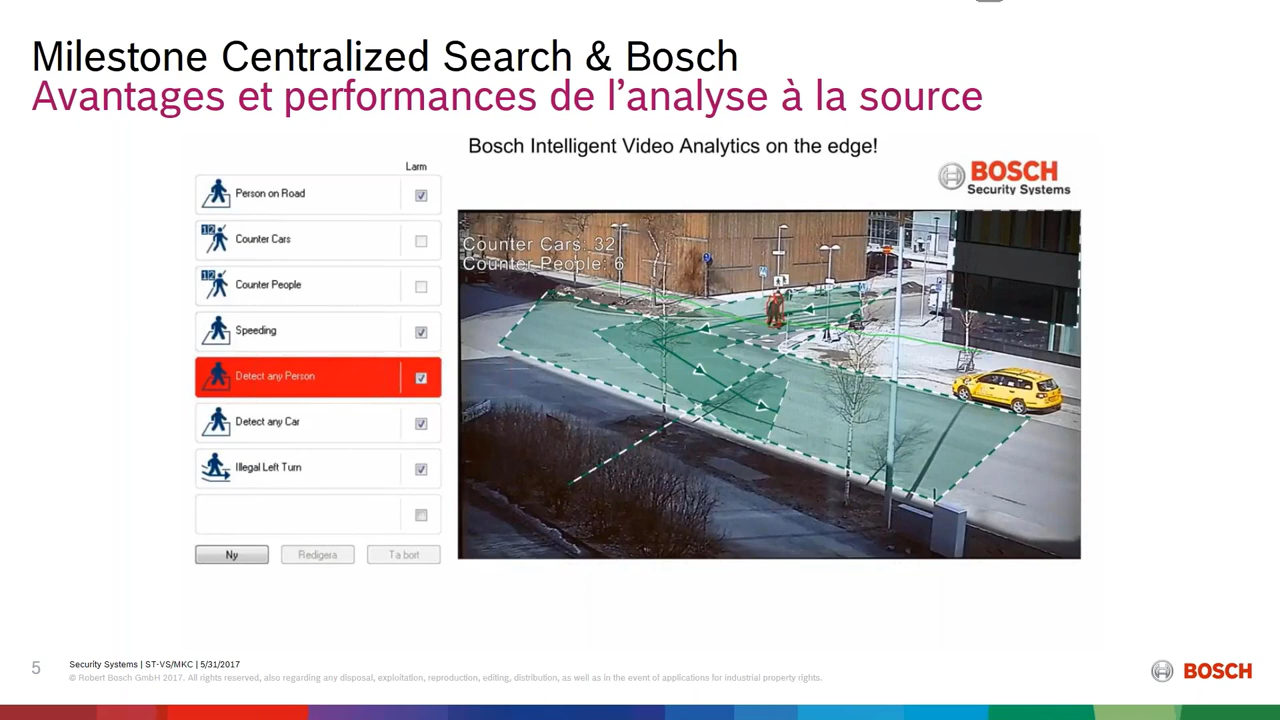 Milestone Centralized Search & Bosch
Avantages et performances de l’analyse à la source
Bosch Intelligent Video Analytics on the edge!
BOSCH
Security Systems
Larm
Person on Road
Counter Cars
Counter People
Speeding
Detect any Person
Detect any Car
Illegal Left Turn
Ny
Redigera
Ta bort
Counter Cars: 32
Counter People: 6
5
Security Systems | ST-VS/MKC | 5/31/2017
© Robert Bosch GmbH 2017. All rights reserved, also regarding any disposal, exploitation, reproduction, editing, distribution, as well as in the event of applications for industrial property rights.
BOSCH